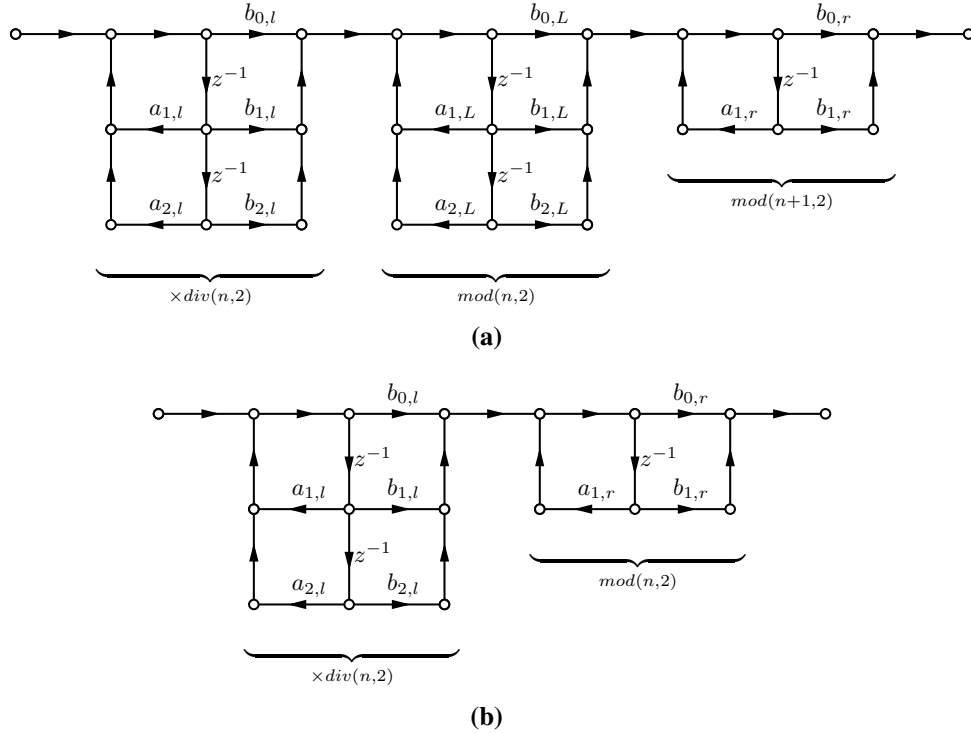 b_{0,l} b_{0,L} b_{0,r}
z^{-1} z^{-1} z^{-1}
a_{1,l} b_{1,l} a_{1,L} b_{1,L} a_{1,r} b_{1,r}
z^{-1} z^{-1}
a_{2,l} b_{2,l} a_{2,L} b_{2,L}
mod(n+1,2)
×div(n,2) mod(n,2)
(a)
b_{0,l} b_{0,r}
z^{-1} z^{-1}
a_{1,l} b_{1,l} a_{1,r} b_{1,r}
z^{-1}
mod(n,2)
a_{2,l} b_{2,l}
×div(n,2)
(b)